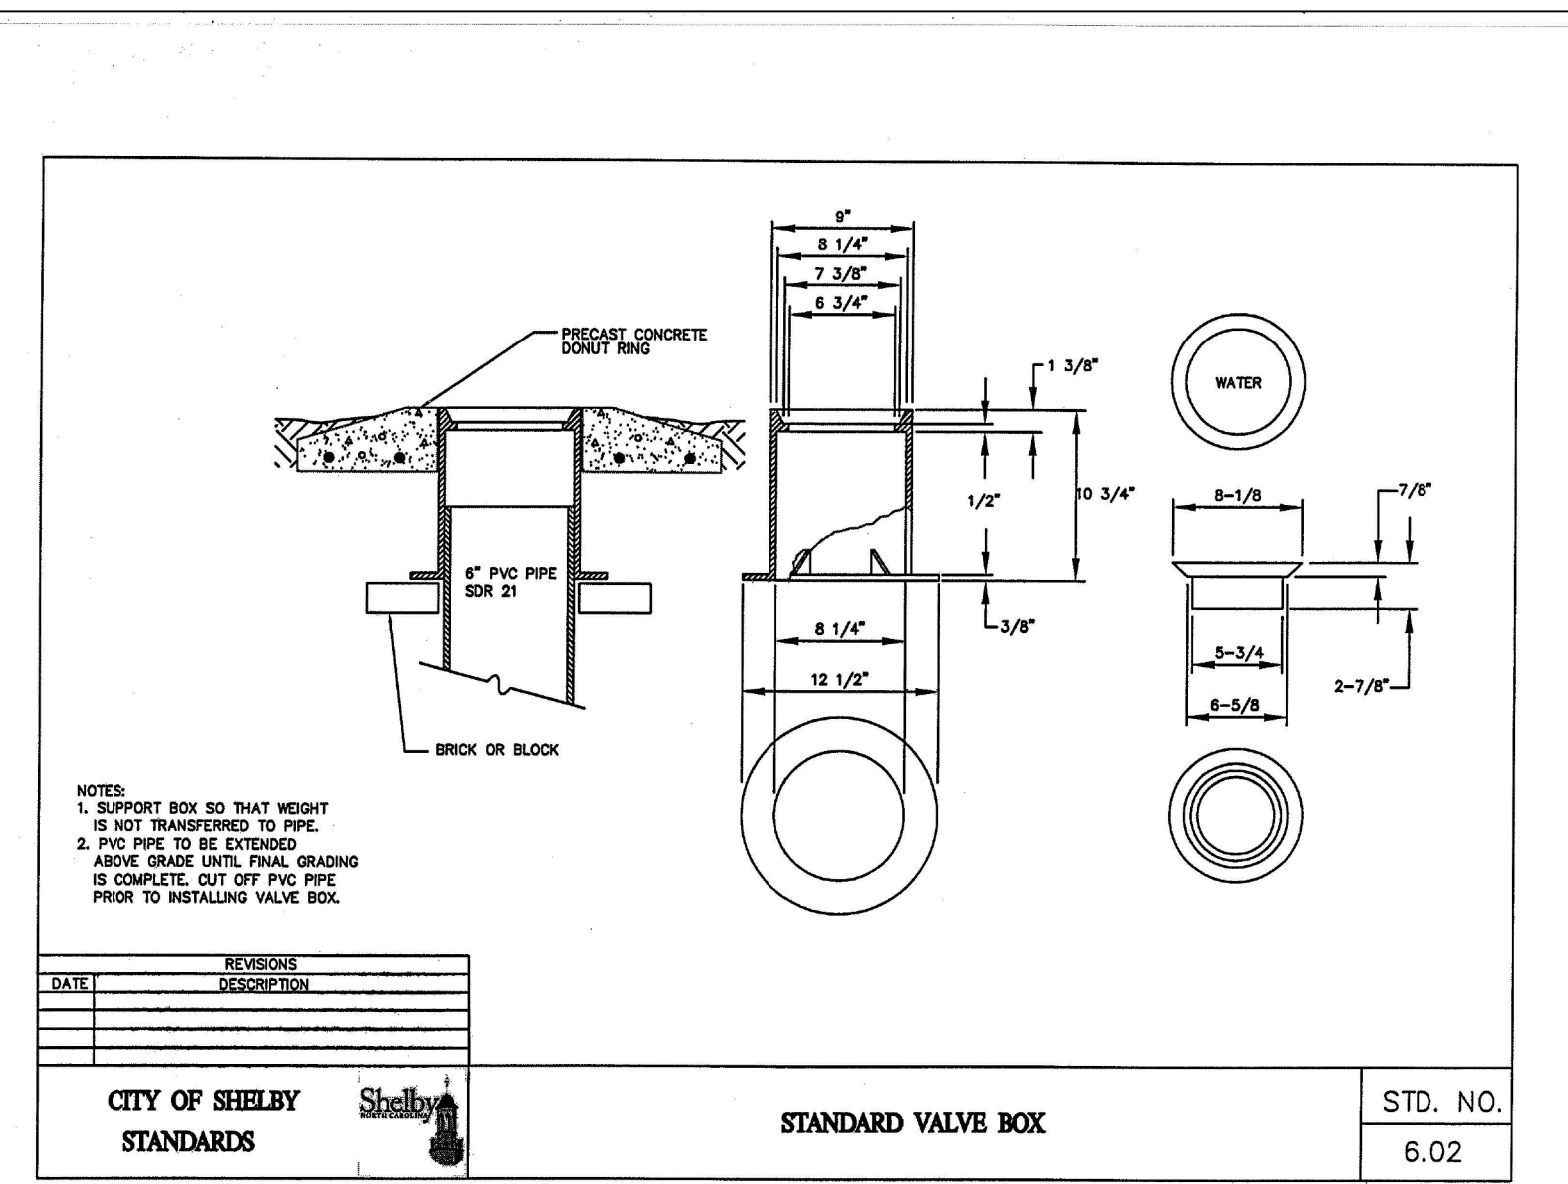 9"
8 1/4"
7 3/8"
6 3/4"
PRECAST CONCRETE
DONUT RING
1 3/8"
WATER
1/2"
10 3/4"
8-1/8
7/8"
6" PVC PIPE
SDR 21
3/8"
8 1/4"
12 1/2"
5-3/4
2-7/8"
6-5/8
BRICK OR BLOCK
NOTES:
1. SUPPORT BOX SO THAT WEIGHT
IS NOT TRANSFERRED TO PIPE.
2. PVC PIPE TO BE EXTENDED
ABOVE GRADE UNTIL FINAL GRADING
IS COMPLETE. CUT OFF PVC PIPE
PRIOR TO INSTALLING VALVE BOX.
REVISIONS
DATE DESCRIPTION
CITY OF SHELBY
STANDARDS
Shelby
NORTH CAROLINA
STANDARD VALVE BOX
STD. NO.
6.02